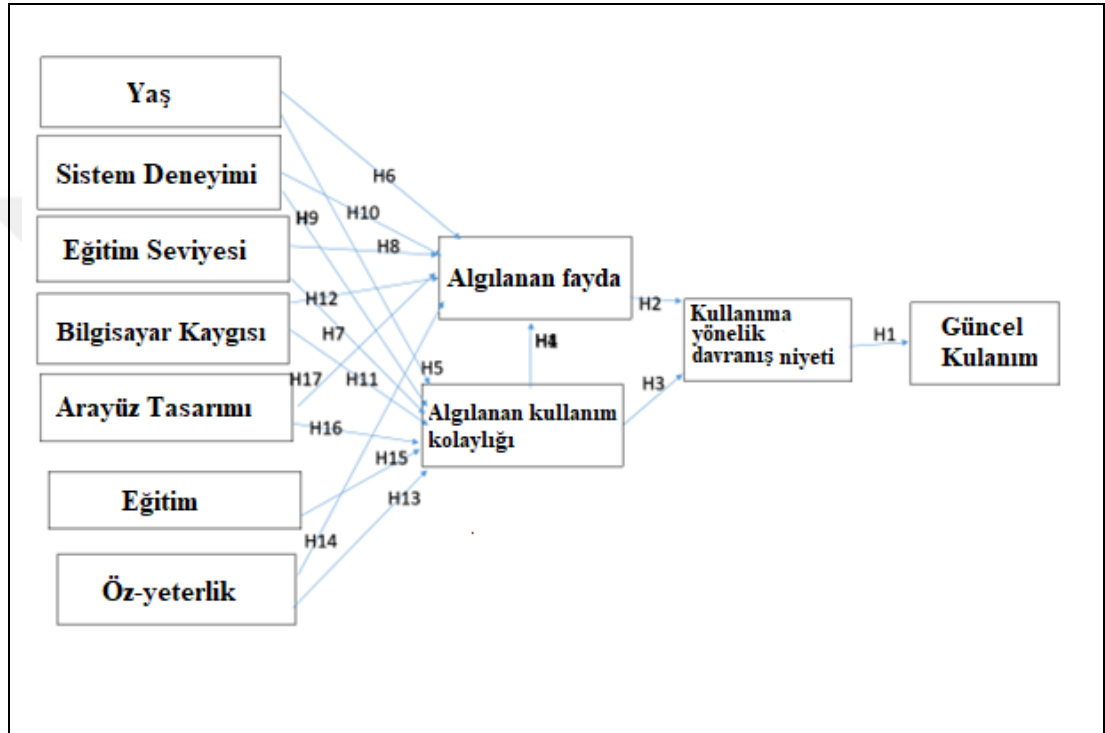 Yaş
Sistem Deneyimi
Eğitim Seviyesi
Bilgisayar Kaygısı
Arayüz Tasarımı
Eğitim
Öz-yeterlik
H6
H10
H9
H8
H12
H7
H5
H17
H11
H16
H15
H13
H14
Algılanan fayda
Algılanan kullanım
kolaylığı
H2
H3
Kullanıma
yönelik
davranış niyeti
H1
Güncel
Kulanım